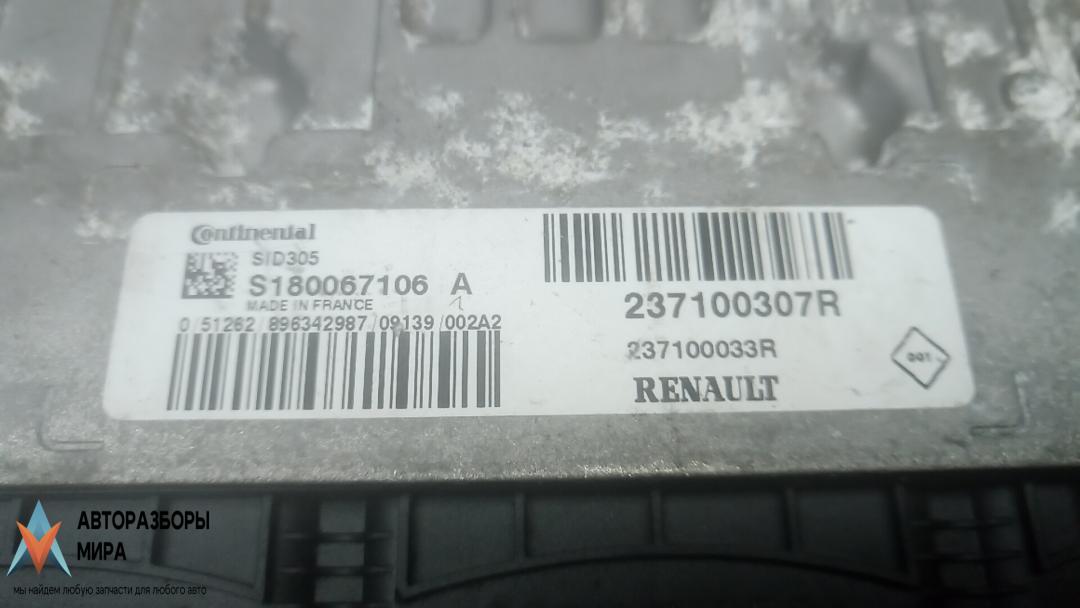 Continental
SID305
S180067106 A
MADE IN FRANCE
0 51262 896342987 09139 002A2
237100307R
237100033R
RENAULT
001
АВТОРАЗБОРЫ
МИРА
мы найдем любую запчасти для любого авто